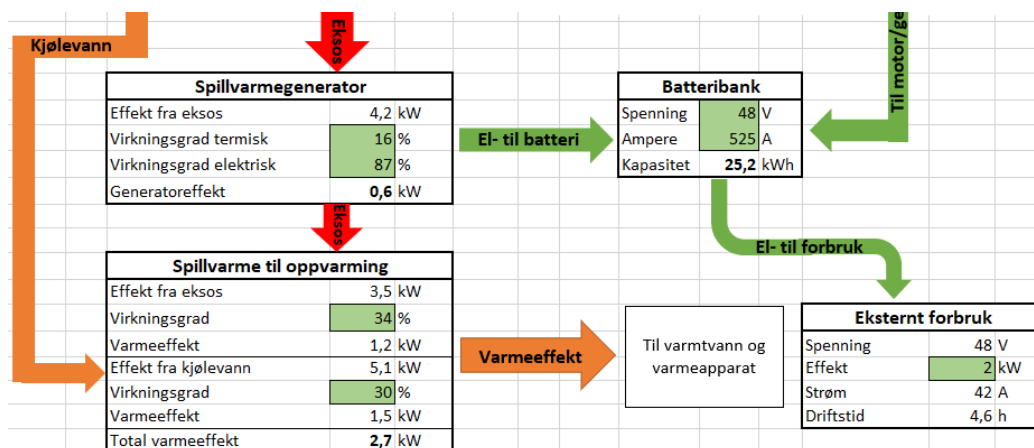 Kjølevann
Eksos
Til motor/ge
Spillvarmegenerator
Effekt fra eksos 4,2 kW
Virkningrad termisk 16 %
Virkningsgrad elektrisk 87 %
Generatoreffekt 0,6 kW
El- til batteri
Batteribank
Spenning 48 V
Ampere 525 A
Kapasitet 25,2 kWh
Eksos
El- til forbruk
Spillvarme til oppvarming
Effekt fra eksos 3,5 kW
Virkningsgrad 34 %
Varmeeffekt 1,2 kW
Effekt fra kjølevann 5,1 kW
Virkningsgrad 30 %
Varmeeffekt 1,5 kW
Total varmeeffekt 2,7 kW
Varmeeffekt
Til varmtvann og
varmeapparat
Eksternt forbruk
Spenning 48 V
Effekt 2 kW
Strøm 42 A
Driftstid 4,6 h